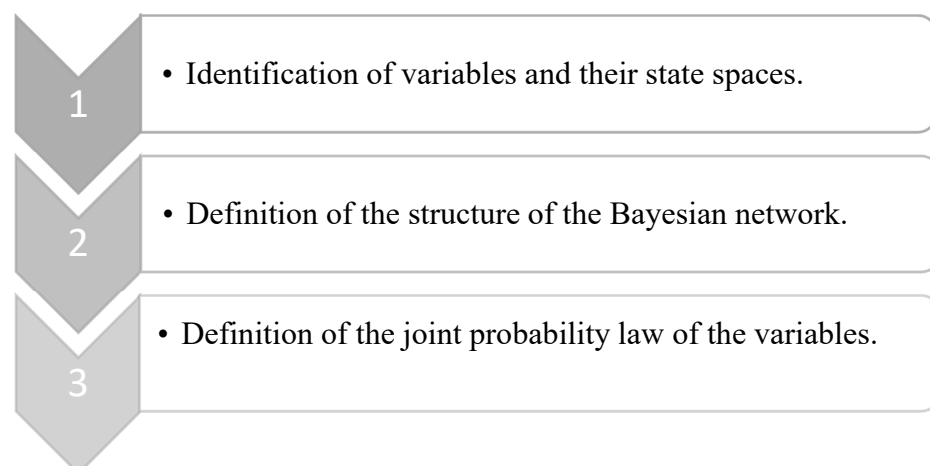 1
• Identification of variables and their state spaces.
2
• Definition of the structure of the Bayesian network.
3
• Definition of the joint probability law of the variables.